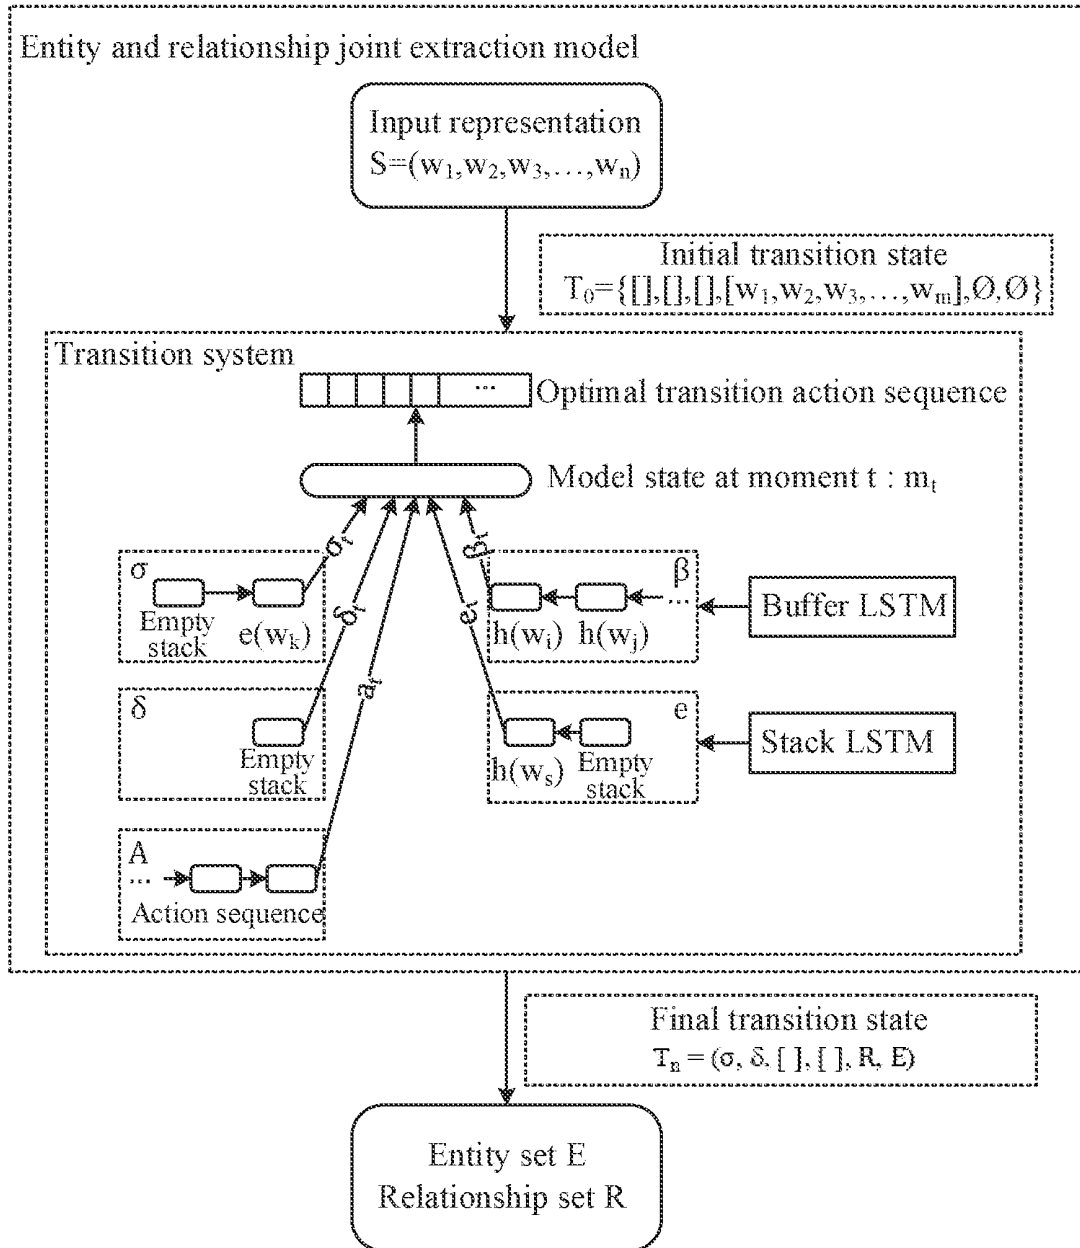 Entity and relationship joint extraction model
Input representation
S=(w₁,w₂,w₃,…,wₙ)
Initial transition state
T₀={[],[],[],[w₁,w₂,w₃,…,wₘ],Ø,Ø}
Transition system
...
Optimal transition action sequence
Model state at moment t : mₜ
σₜ
δₜ
aₜ
eₜ
βₜ
σ
Empty
stack
e(wₖ)
β
...
h(wᵢ)
h(wⱼ)
Buffer LSTM
δ
Empty
stack
e
h(wₛ)
Empty
stack
Stack LSTM
A
...
Action sequence
Final transition state
Tₙ = (σ, δ, [ ], [ ], R, E)
Entity set E
Relationship set R